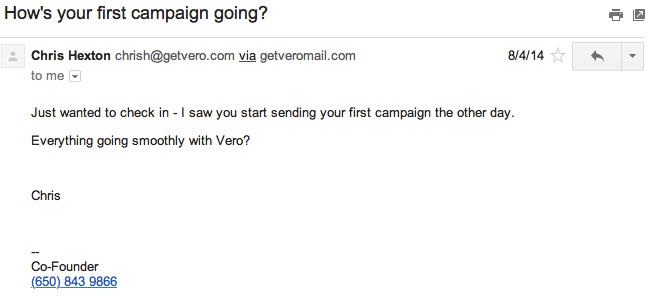 How's your first campaign going?
Chris Hexton chrish@getvero.com via getveromail.com 8/4/14
to me
Just wanted to check in - I saw you start sending your first campaign the other day.
Everything going smoothly with Vero?
Chris
--
Co-Founder
(650) 843 9866